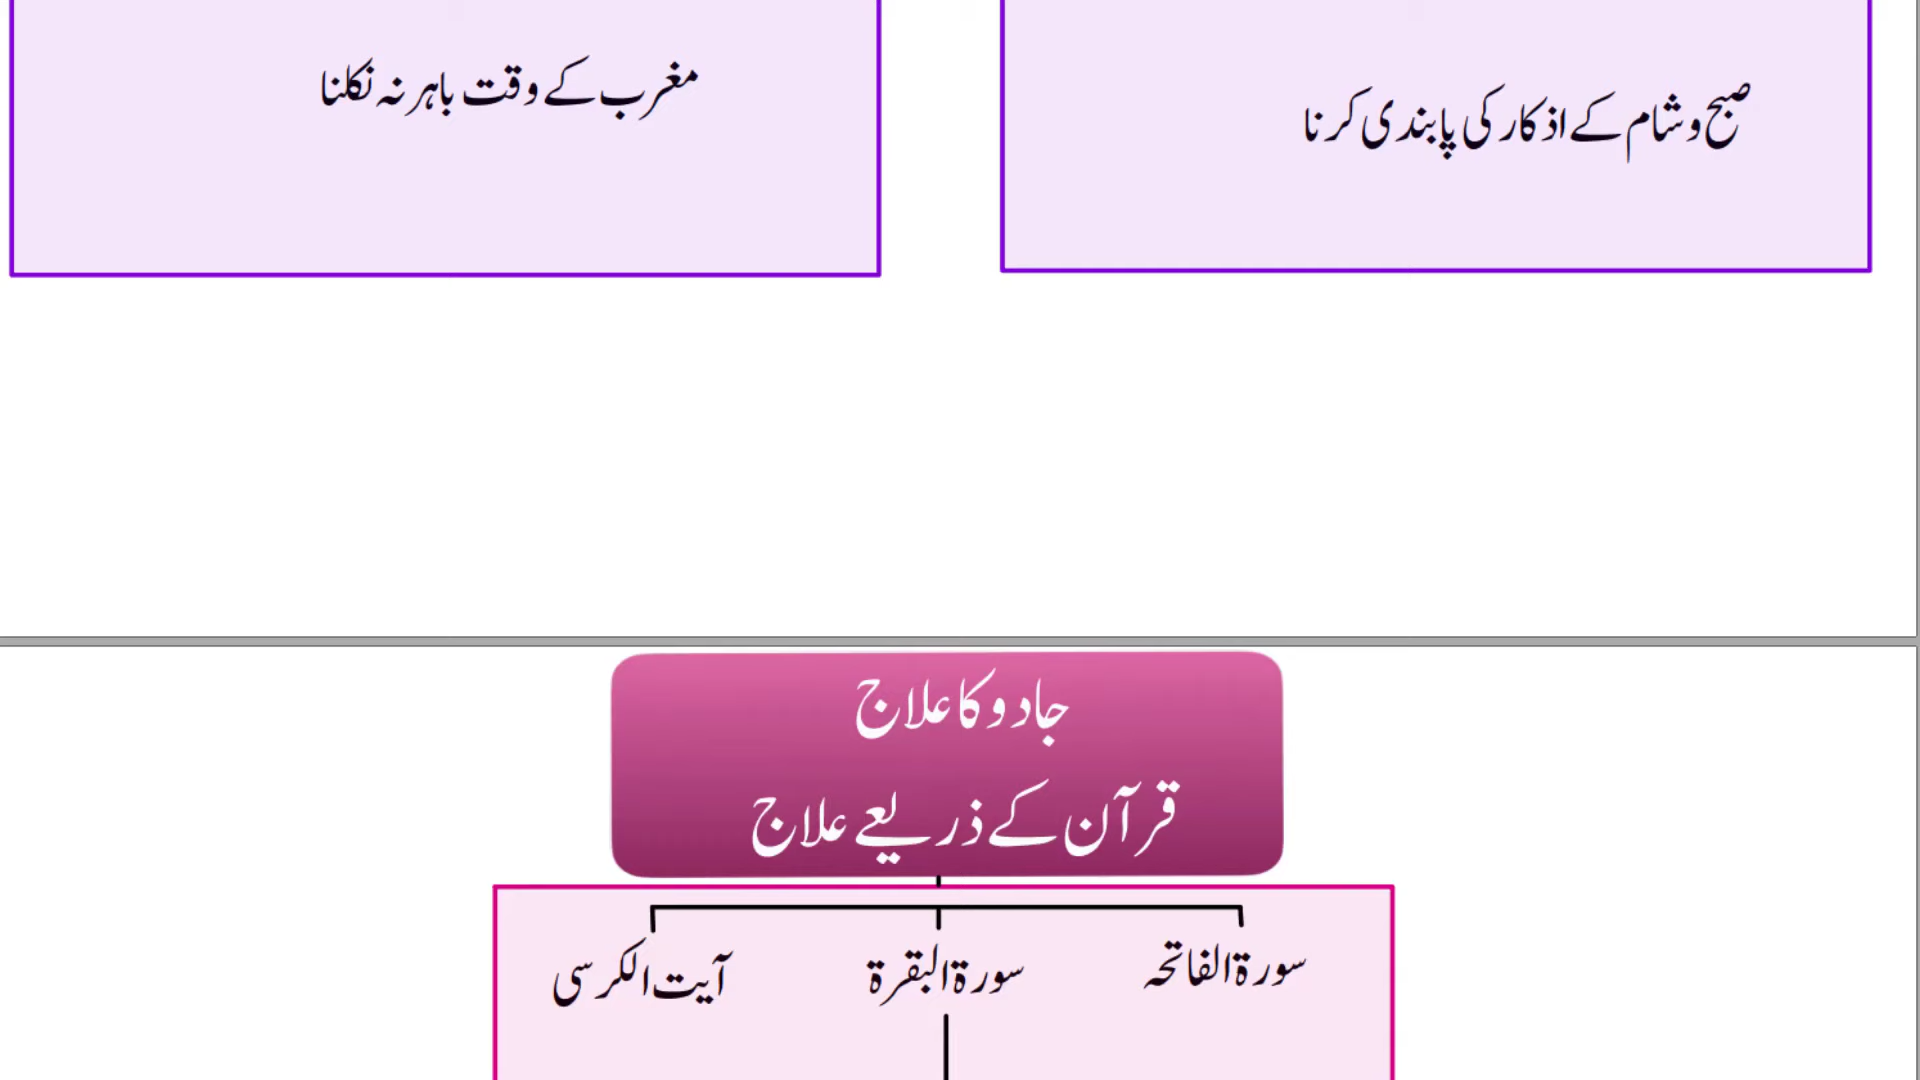 صبح و شام کے اذکار کی پابندی کرنا
مغرب کے وقت باہر نہ نکلنا
جادو کا علاج
قرآن کے ذریعے علاج
سورۃ الفاتحہ
سورۃ البقرۃ
آیت الکرسی